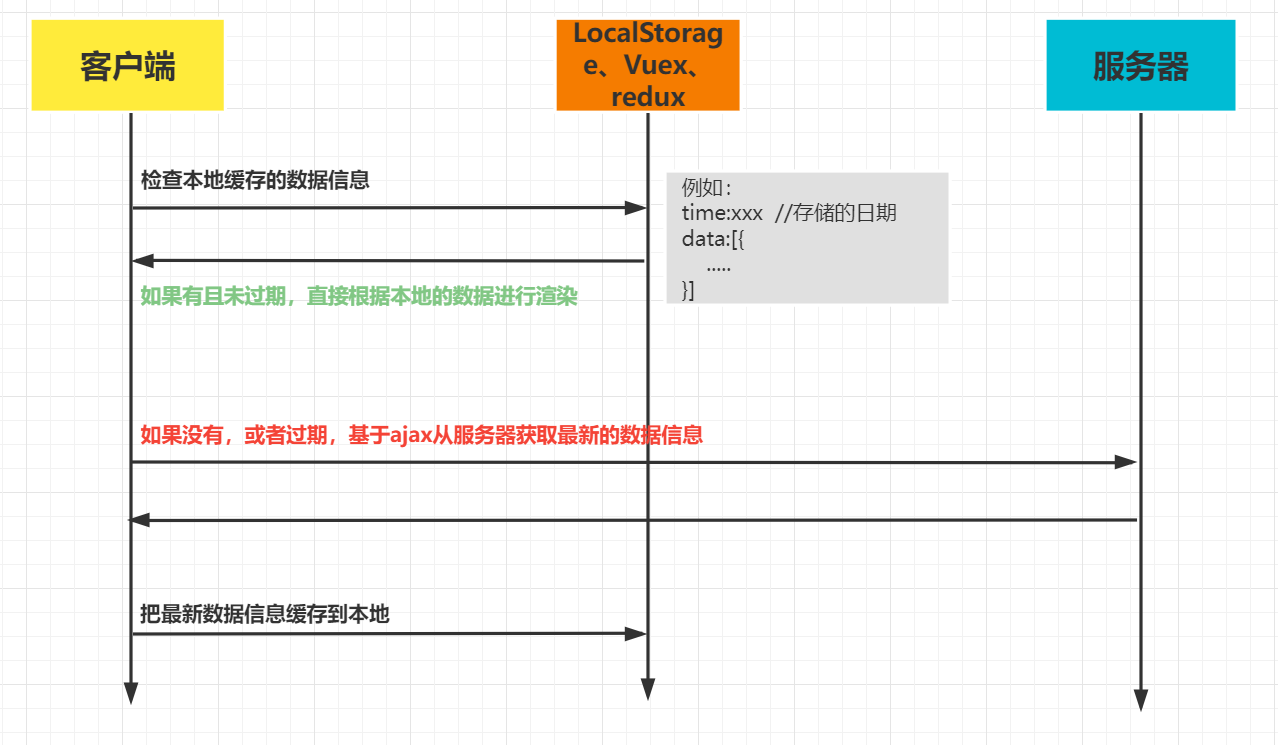 客户端
LocalStorag
e、Vuex、
redux
服务器
检查本地缓存的数据信息
例如：
time:xxx  //存储的日期
data:[{
.....
}]
如果有且未过期，直接根据本地的数据进行渲染
如果没有，或者过期，基于ajax从服务器获取最新的数据信息
把最新数据信息缓存到本地